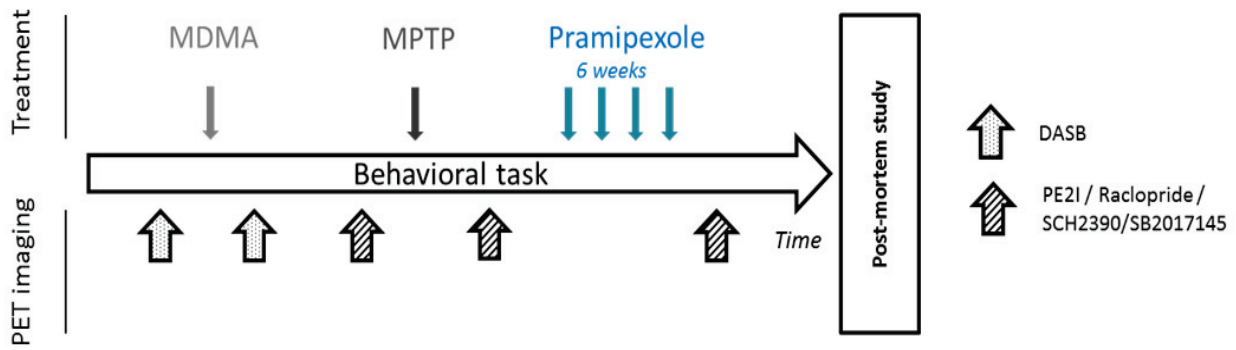 Treatment
MDMA
MPTP
Pramipexole
6 weeks
Behavioral task
Time
PET imaging
Post-mortem study
DASB
PE2I / Raclopride /
SCH2390/SB2017145